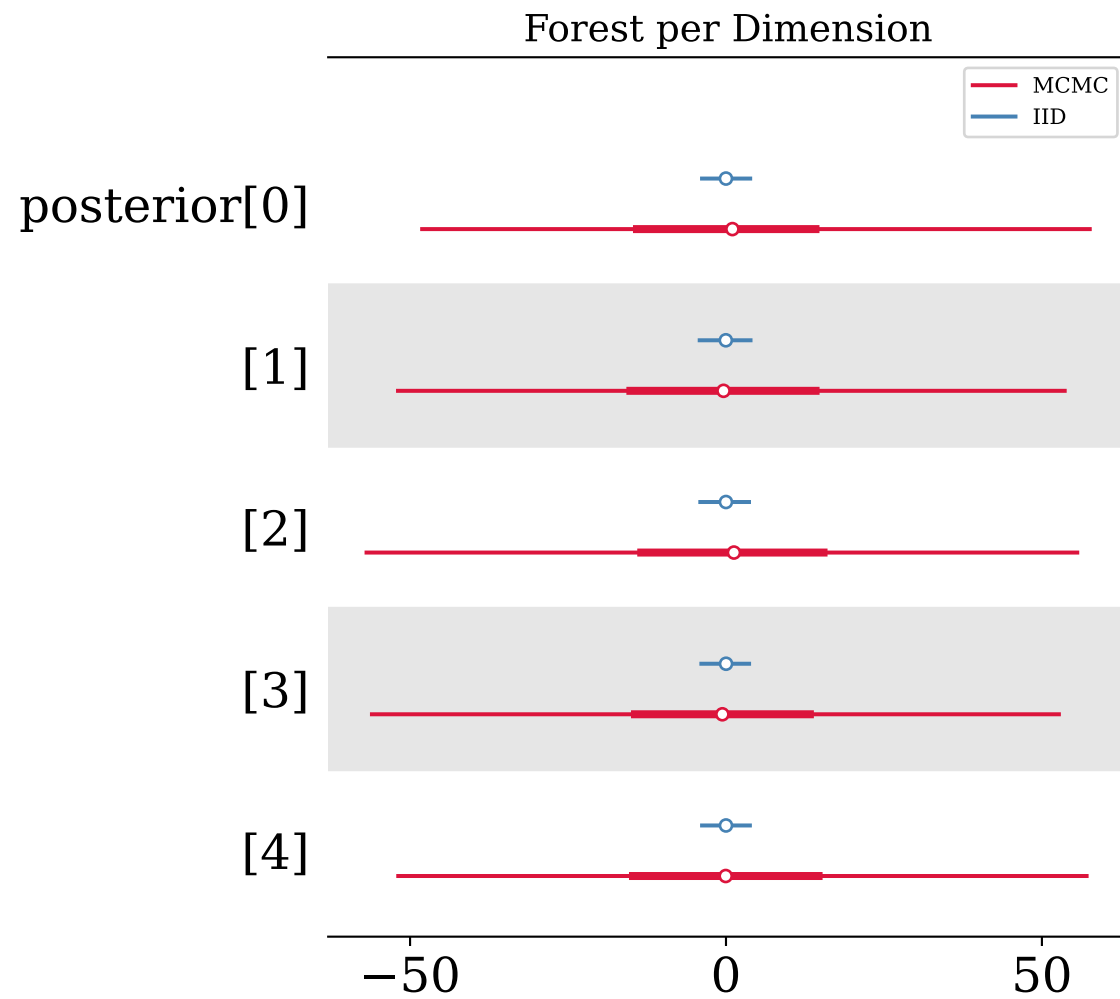 Forest per Dimension
MCMC
IID
posterior[0]
[1]
[2]
[3]
[4]
−50 0 50